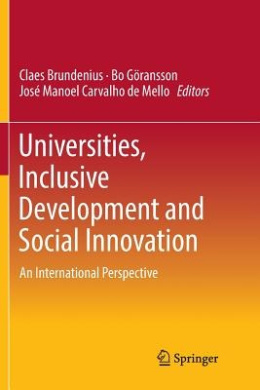 Claes Brundenius · Bo Göransson
José Manoel Carvalho de Mello Editors
Universities,
Inclusive
Development and
Social Innovation
An International Perspective
Springer